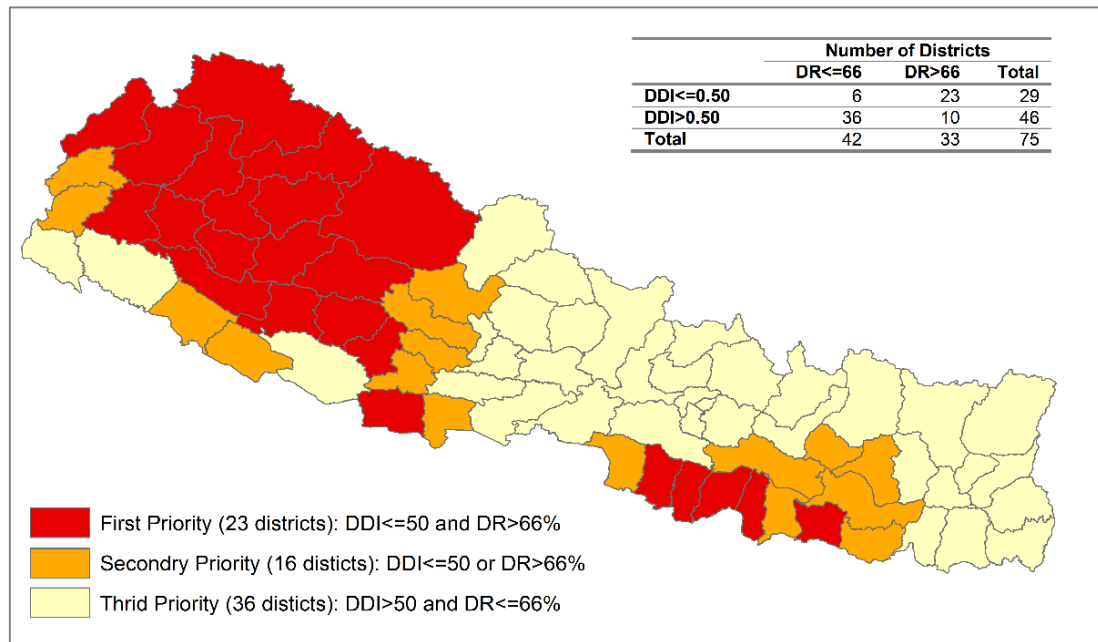 Number of Districts
DR<=66 DR>66 Total
DDI<=0.50 6 23 29
DDI>0.50 36 10 46
Total 42 33 75
First Priority (23 districts): DDI<=50 and DR>66%
Secondry Priority (16 disticts): DDI<=50 or DR>66%
Thrid Priority (36 disticts): DDI>50 and DR<=66%